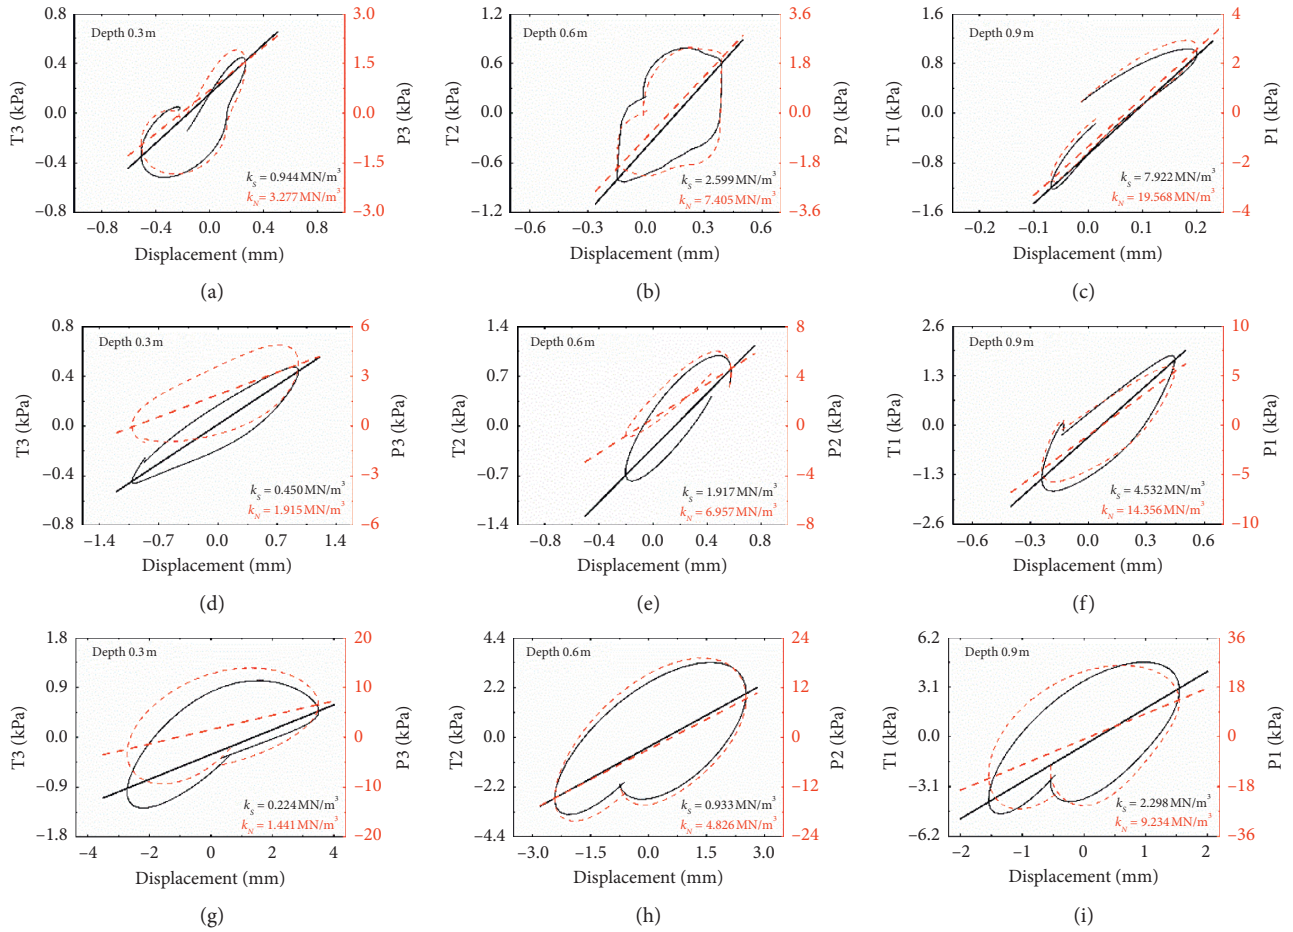 0.8
0.4
0.0
−0.4
−0.8
T3 (kPa)
Depth 0.3 m
3.0
1.5
0.0
−1.5
−3.0
P3 (kPa)
kS = 0.944 MN/m³
kN = 3.277 MN/m³
−0.8 −0.4 0.0 0.4 0.8
Displacement (mm)
(a)
1.2
0.6
0.0
−0.6
−1.2
T2 (kPa)
Depth 0.6 m
3.6
1.8
0.0
−1.8
−3.6
P2 (kPa)
kS = 2.599 MN/m³
kN = 7.405 MN/m³
−0.6 −0.3 0.0 0.3 0.6
Displacement (mm)
(b)
1.6
0.8
0.0
−0.8
−1.6
T1 (kPa)
Depth 0.9 m
4
2
0
−2
−4
P1 (kPa)
kS = 7.922 MN/m³
kN = 19.568 MN/m³
−0.2 −0.1 0.0 0.1 0.2
Displacement (mm)
(c)
0.8
0.4
0.0
−0.4
−0.8
T3 (kPa)
Depth 0.3 m
6
3
0
−3
−6
P3 (kPa)
kS = 0.450 MN/m³
kN = 1.915 MN/m³
−1.4 −0.7 0.0 0.7 1.4
Displacement (mm)
(d)
1.4
0.7
0.0
−0.7
−1.4
T2 (kPa)
Depth 0.6 m
8
4
0
−4
−8
P2 (kPa)
kS = 1.917 MN/m³
kN = 6.957 MN/m³
−0.8 −0.4 0.0 0.4 0.8
Displacement (mm)
(e)
2.6
1.3
0.0
−1.3
−2.6
T1 (kPa)
Depth 0.9 m
10
5
0
−5
−10
P1 (kPa)
kS = 4.532 MN/m³
kN = 14.356 MN/m³
−0.6 −0.3 0.0 0.3 0.6
Displacement (mm)
(f)
1.8
0.9
0.0
−0.9
−1.8
T3 (kPa)
Depth 0.3 m
20
10
0
−10
−20
P3 (kPa)
kS = 0.224 MN/m³
kN = 1.441 MN/m³
−4 −2 0 2 4
Displacement (mm)
(g)
4.4
2.2
0.0
−2.2
−4.4
T2 (kPa)
Depth 0.6 m
24
12
0
−12
−24
P2 (kPa)
kS = 0.933 MN/m³
kN = 4.826 MN/m³
−3.0 −1.5 0.0 1.5 3.0
Displacement (mm)
(h)
6.2
3.1
0.0
−3.1
−6.2
T1 (kPa)
Depth 0.9 m
36
18
0
−18
−36
P1 (kPa)
kS = 2.298 MN/m³
kN = 9.234 MN/m³
−2 −1 0 1 2
Displacement (mm)
(i)